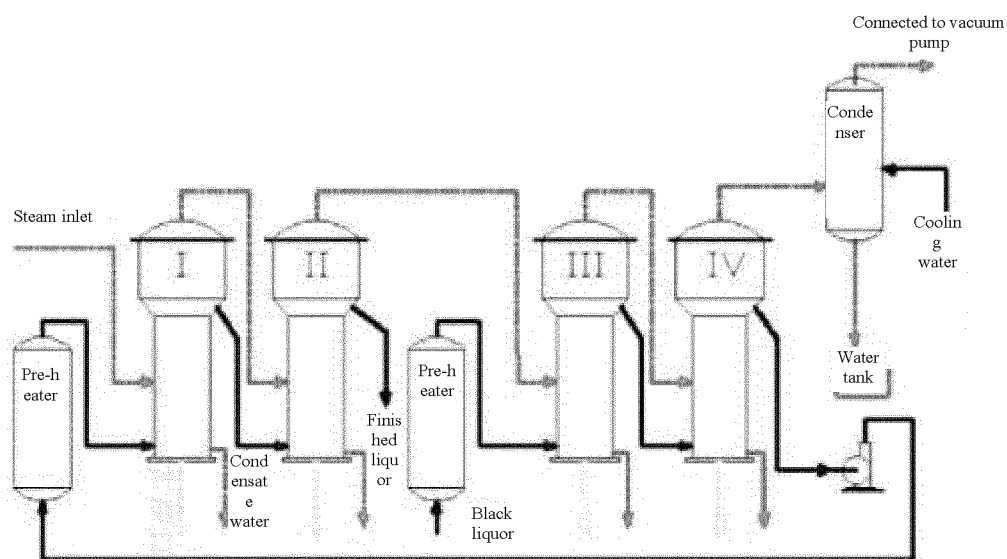 Connected to vacuum
pump
Conde
nser
Steam inlet
Coolin
g
water
I
II
III
IV
Pre-h
eater
Pre-h
eater
Water
tank
Finis
hed liqu
or
Cond
ensat
e
water
Black
liquor